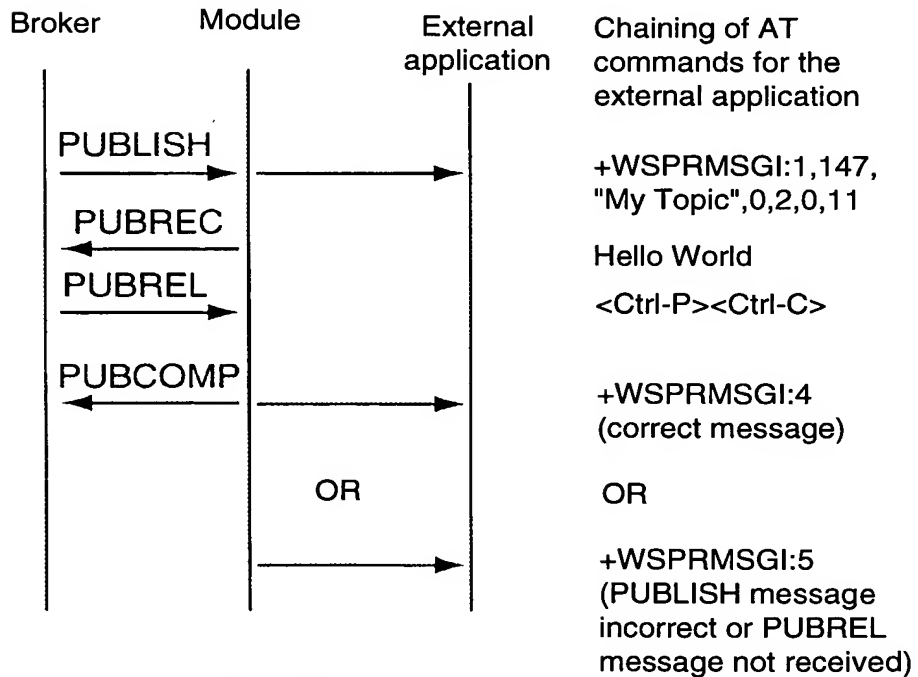 Broker
Module
External
application
Chaining of AT
commands for the
external application
PUBLISH
+WSPRMSGI:1,147,
"My Topic",0,2,0,11
PUBREC
Hello World
PUBREL
<Ctrl-P><Ctrl-C>
PUBCOMP
+WSPRMSGI:4
(correct message)
OR
OR
+WSPRMSGI:5
(PUBLISH message
incorrect or PUBREL
message not received)